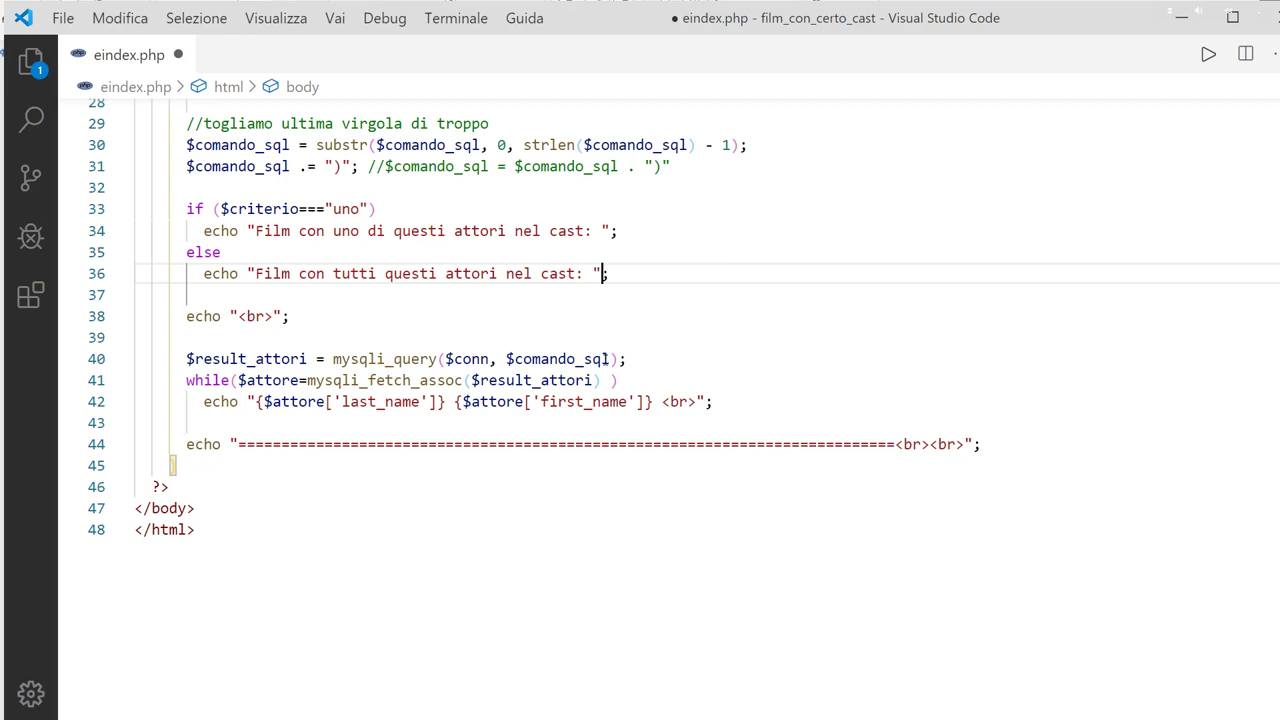 File Modifica Selezione Visualizza Vai Debug Terminale Guida ● eindex.php - film_con_certo_cast - Visual Studio Code
eindex.php
eindex.php > html > body
1
28
29 //togliamo ultima virgola di troppo
30 $comando_sql = substr($comando_sql, 0, strlen($comando_sql) - 1);
31 $comando_sql .= ")"; //$comando_sql = $comando_sql . ")"
32
33 if ($criterio==="uno")
34 echo "Film con uno di questi attori nel cast: ";
35 else
36 echo "Film con tutti questi attori nel cast: ";
37
38 echo "<br>";
39
40 $result_attori = mysqli_query($conn, $comando_sql);
41 while($attore=mysqli_fetch_assoc($result_attori) )
42 echo "{$attore['last_name']} {$attore['first_name']} <br>";
43
44 echo "============================================================================<br><br>";
45 }
46 ?>
47 </body>
48 </html>